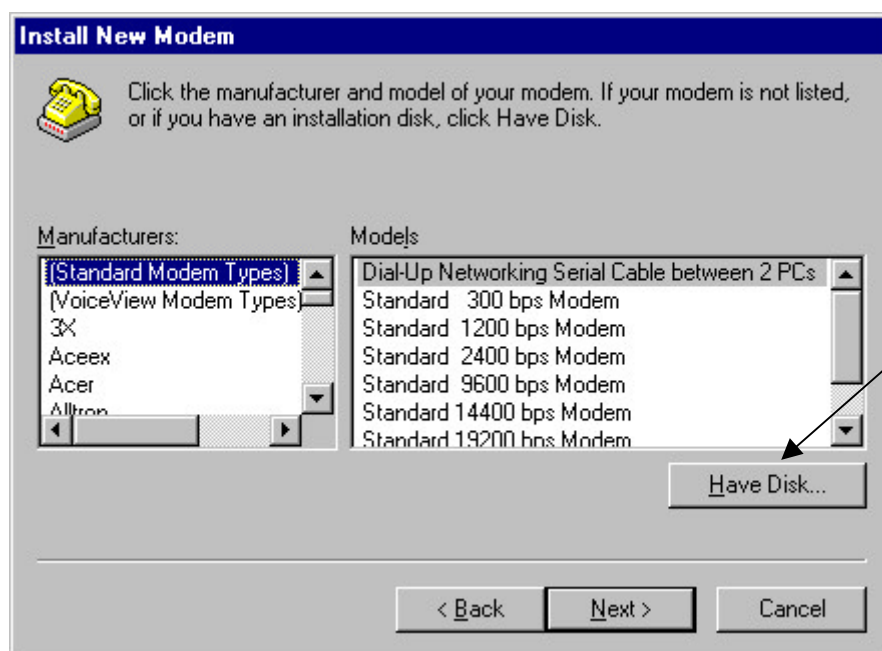 Install New Modem
Click the manufacturer and model of your modem. If your modem is not listed,
or if you have an installation disk, click Have Disk.
Manufacturers:
(Standard Modem Types)
(VoiceView Modem Types)
3X
Aceex
Acer
Alltron
Models
Dial-Up Networking Serial Cable between 2 PCs
Standard   300 bps Modem
Standard  1200 bps Modem
Standard  2400 bps Modem
Standard  9600 bps Modem
Standard 14400 bps Modem
Standard 19200 bps Modem
Have Disk...
< Back
Next >
Cancel